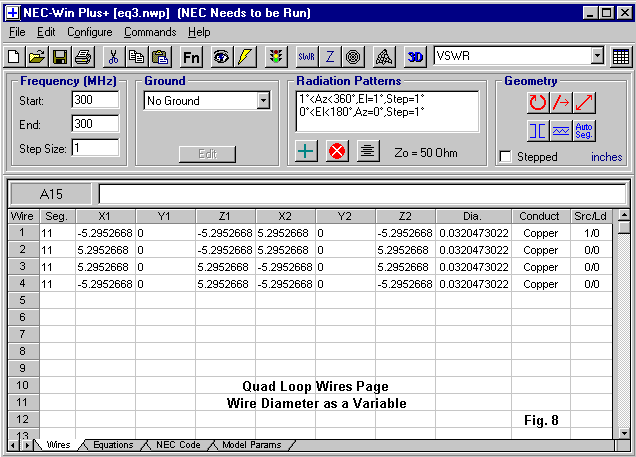 NEC-Win Plus+ [eq3.nwp] (NEC Needs to be Run)
File Edit Configure Commands Help
Fn SWR Z 3D VSWR
Frequency (MHz)
Start: 300
End: 300
Step Size: 1
Ground
No Ground
Edit
Radiation Patterns
1°<Az<360°,El=1°,Step=1°
0°<El<180°,Az=0°,Step=1°
Zo = 50 Ohm
Geometry
Auto Seg.
Stepped inches
A15
Wire Seg. X1 Y1 Z1 X2 Y2 Z2 Dia. Conduct Src/Ld
1 11 -5.2952668 0 -5.2952668 5.2952668 0 -5.2952668 0.0320473022 Copper 1/0
2 11 5.2952668 0 -5.2952668 5.2952668 0 5.2952668 0.0320473022 Copper 0/0
3 11 5.2952668 0 5.2952668 -5.2952668 0 5.2952668 0.0320473022 Copper 0/0
4 11 -5.2952668 0 5.2952668 -5.2952668 0 -5.2952668 0.0320473022 Copper 0/0
5
6
7
8
9
10 Quad Loop Wires Page
11 Wire Diameter as a Variable
12 Fig. 8
13
Wires Equations NEC Code Model Params